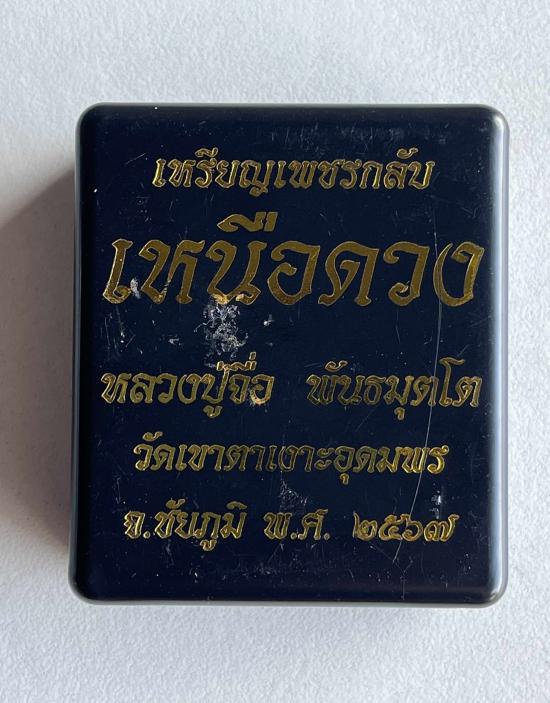 เหรียญเพชรกลับ
เหนือดวง
หลวงปู่จื่อ พันธมุตโต
วัดเขาตาเงาะอุดมพร
จ.ชัยภูมิ พ.ศ. ๒๕๖๗